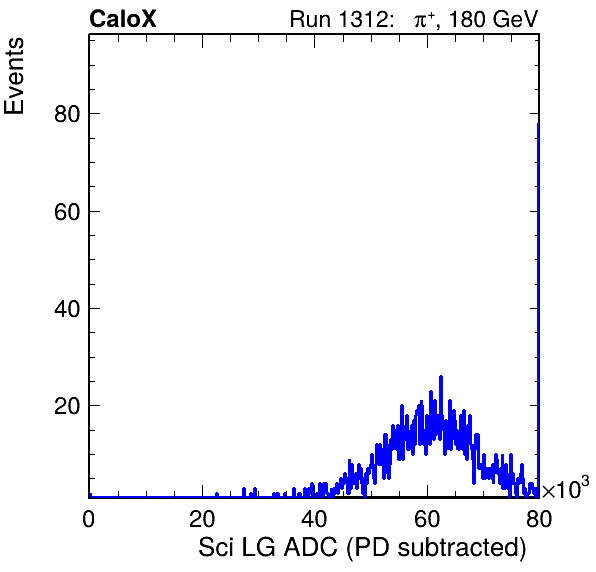 CaloX Run 1312: π⁺, 180 GeV
Events
80
60
40
20
0 20 40 60 80
×10³
Sci LG ADC (PD subtracted)